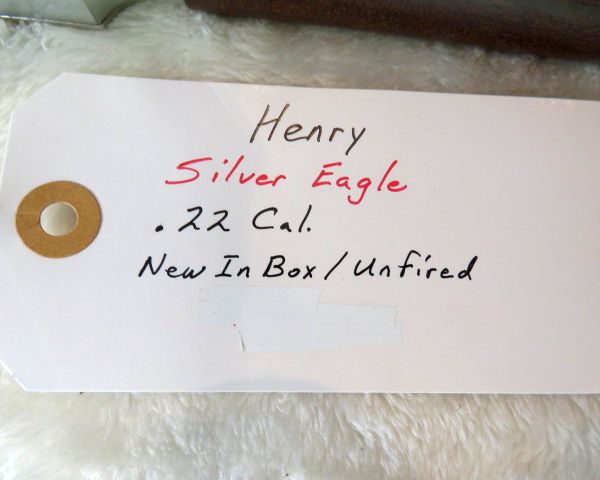 Henry
Silver Eagle
.22 Cal.
New In Box / Unfired